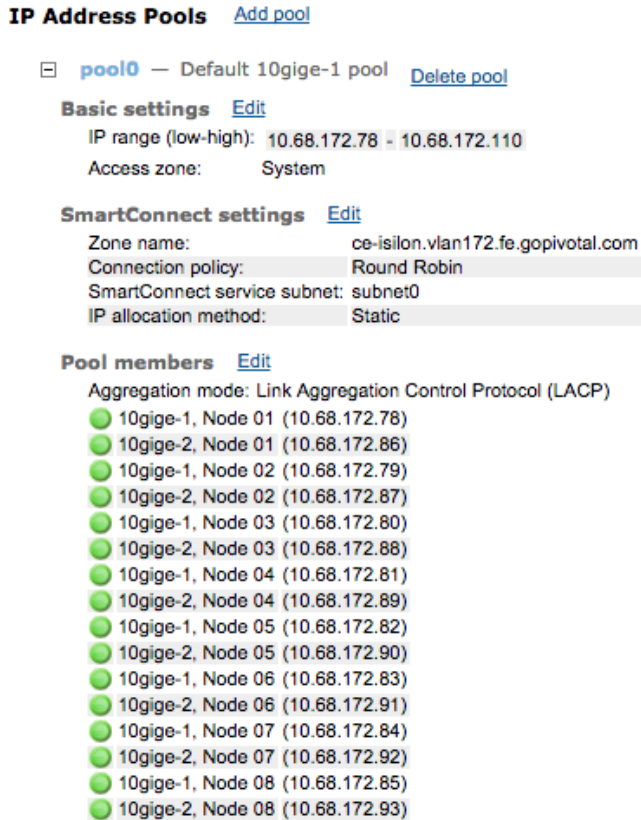 IP Address Pools Add pool
pool0 — Default 10gige-1 pool Delete pool
Basic settings Edit
IP range (low-high): 10.68.172.78 - 10.68.172.110
Access zone: System
SmartConnect settings Edit
Zone name: ce-isilon.vlan172.fe.gopivotal.com
Connection policy: Round Robin
SmartConnect service subnet: subnet0
IP allocation method: Static
Pool members Edit
Aggregation mode: Link Aggregation Control Protocol (LACP)
10gige-1, Node 01 (10.68.172.78)
10gige-2, Node 01 (10.68.172.86)
10gige-1, Node 02 (10.68.172.79)
10gige-2, Node 02 (10.68.172.87)
10gige-1, Node 03 (10.68.172.80)
10gige-2, Node 03 (10.68.172.88)
10gige-1, Node 04 (10.68.172.81)
10gige-2, Node 04 (10.68.172.89)
10gige-1, Node 05 (10.68.172.82)
10gige-2, Node 05 (10.68.172.90)
10gige-1, Node 06 (10.68.172.83)
10gige-2, Node 06 (10.68.172.91)
10gige-1, Node 07 (10.68.172.84)
10gige-2, Node 07 (10.68.172.92)
10gige-1, Node 08 (10.68.172.85)
10gige-2, Node 08 (10.68.172.93)